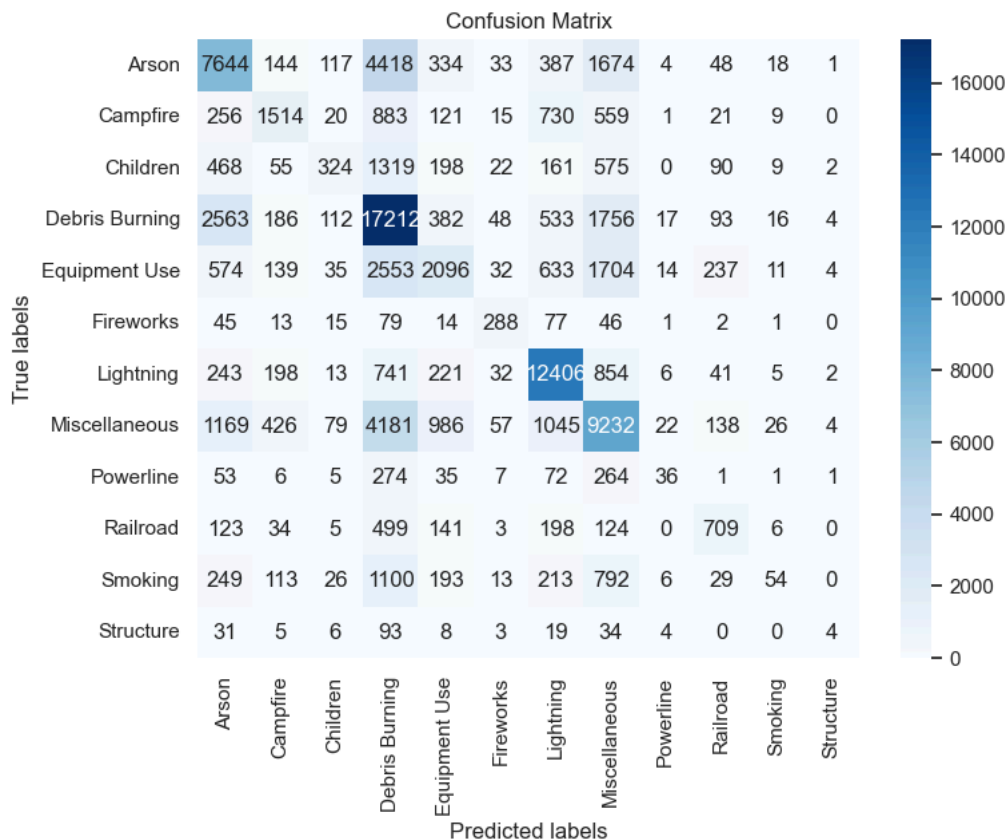 Confusion Matrix
Arson 7644 144 117 4418 334 33 387 1674 4 48 18 1
Campfire 256 1514 20 883 121 15 730 559 1 21 9 0
Children 468 55 324 1319 198 22 161 575 0 90 9 2
Debris Burning 2563 186 112 17212 382 48 533 1756 17 93 16 4
Equipment Use 574 139 35 2553 2096 32 633 1704 14 237 11 4
Fireworks 45 13 15 79 14 288 77 46 1 2 1 0
Lightning 243 198 13 741 221 32 12406 854 6 41 5 2
Miscellaneous 1169 426 79 4181 986 57 1045 9232 22 138 26 4
Powerline 53 6 5 274 35 7 72 264 36 1 1 1
Railroad 123 34 5 499 141 3 198 124 0 709 6 0
Smoking 249 113 26 1100 193 13 213 792 6 29 54 0
Structure 31 5 6 93 8 3 19 34 4 0 0 4
Arson Campfire Children Debris Burning Equipment Use Fireworks Lightning Miscellaneous Powerline Railroad Smoking Structure
Predicted labels
True labels
16000
14000
12000
10000
8000
6000
4000
2000
0